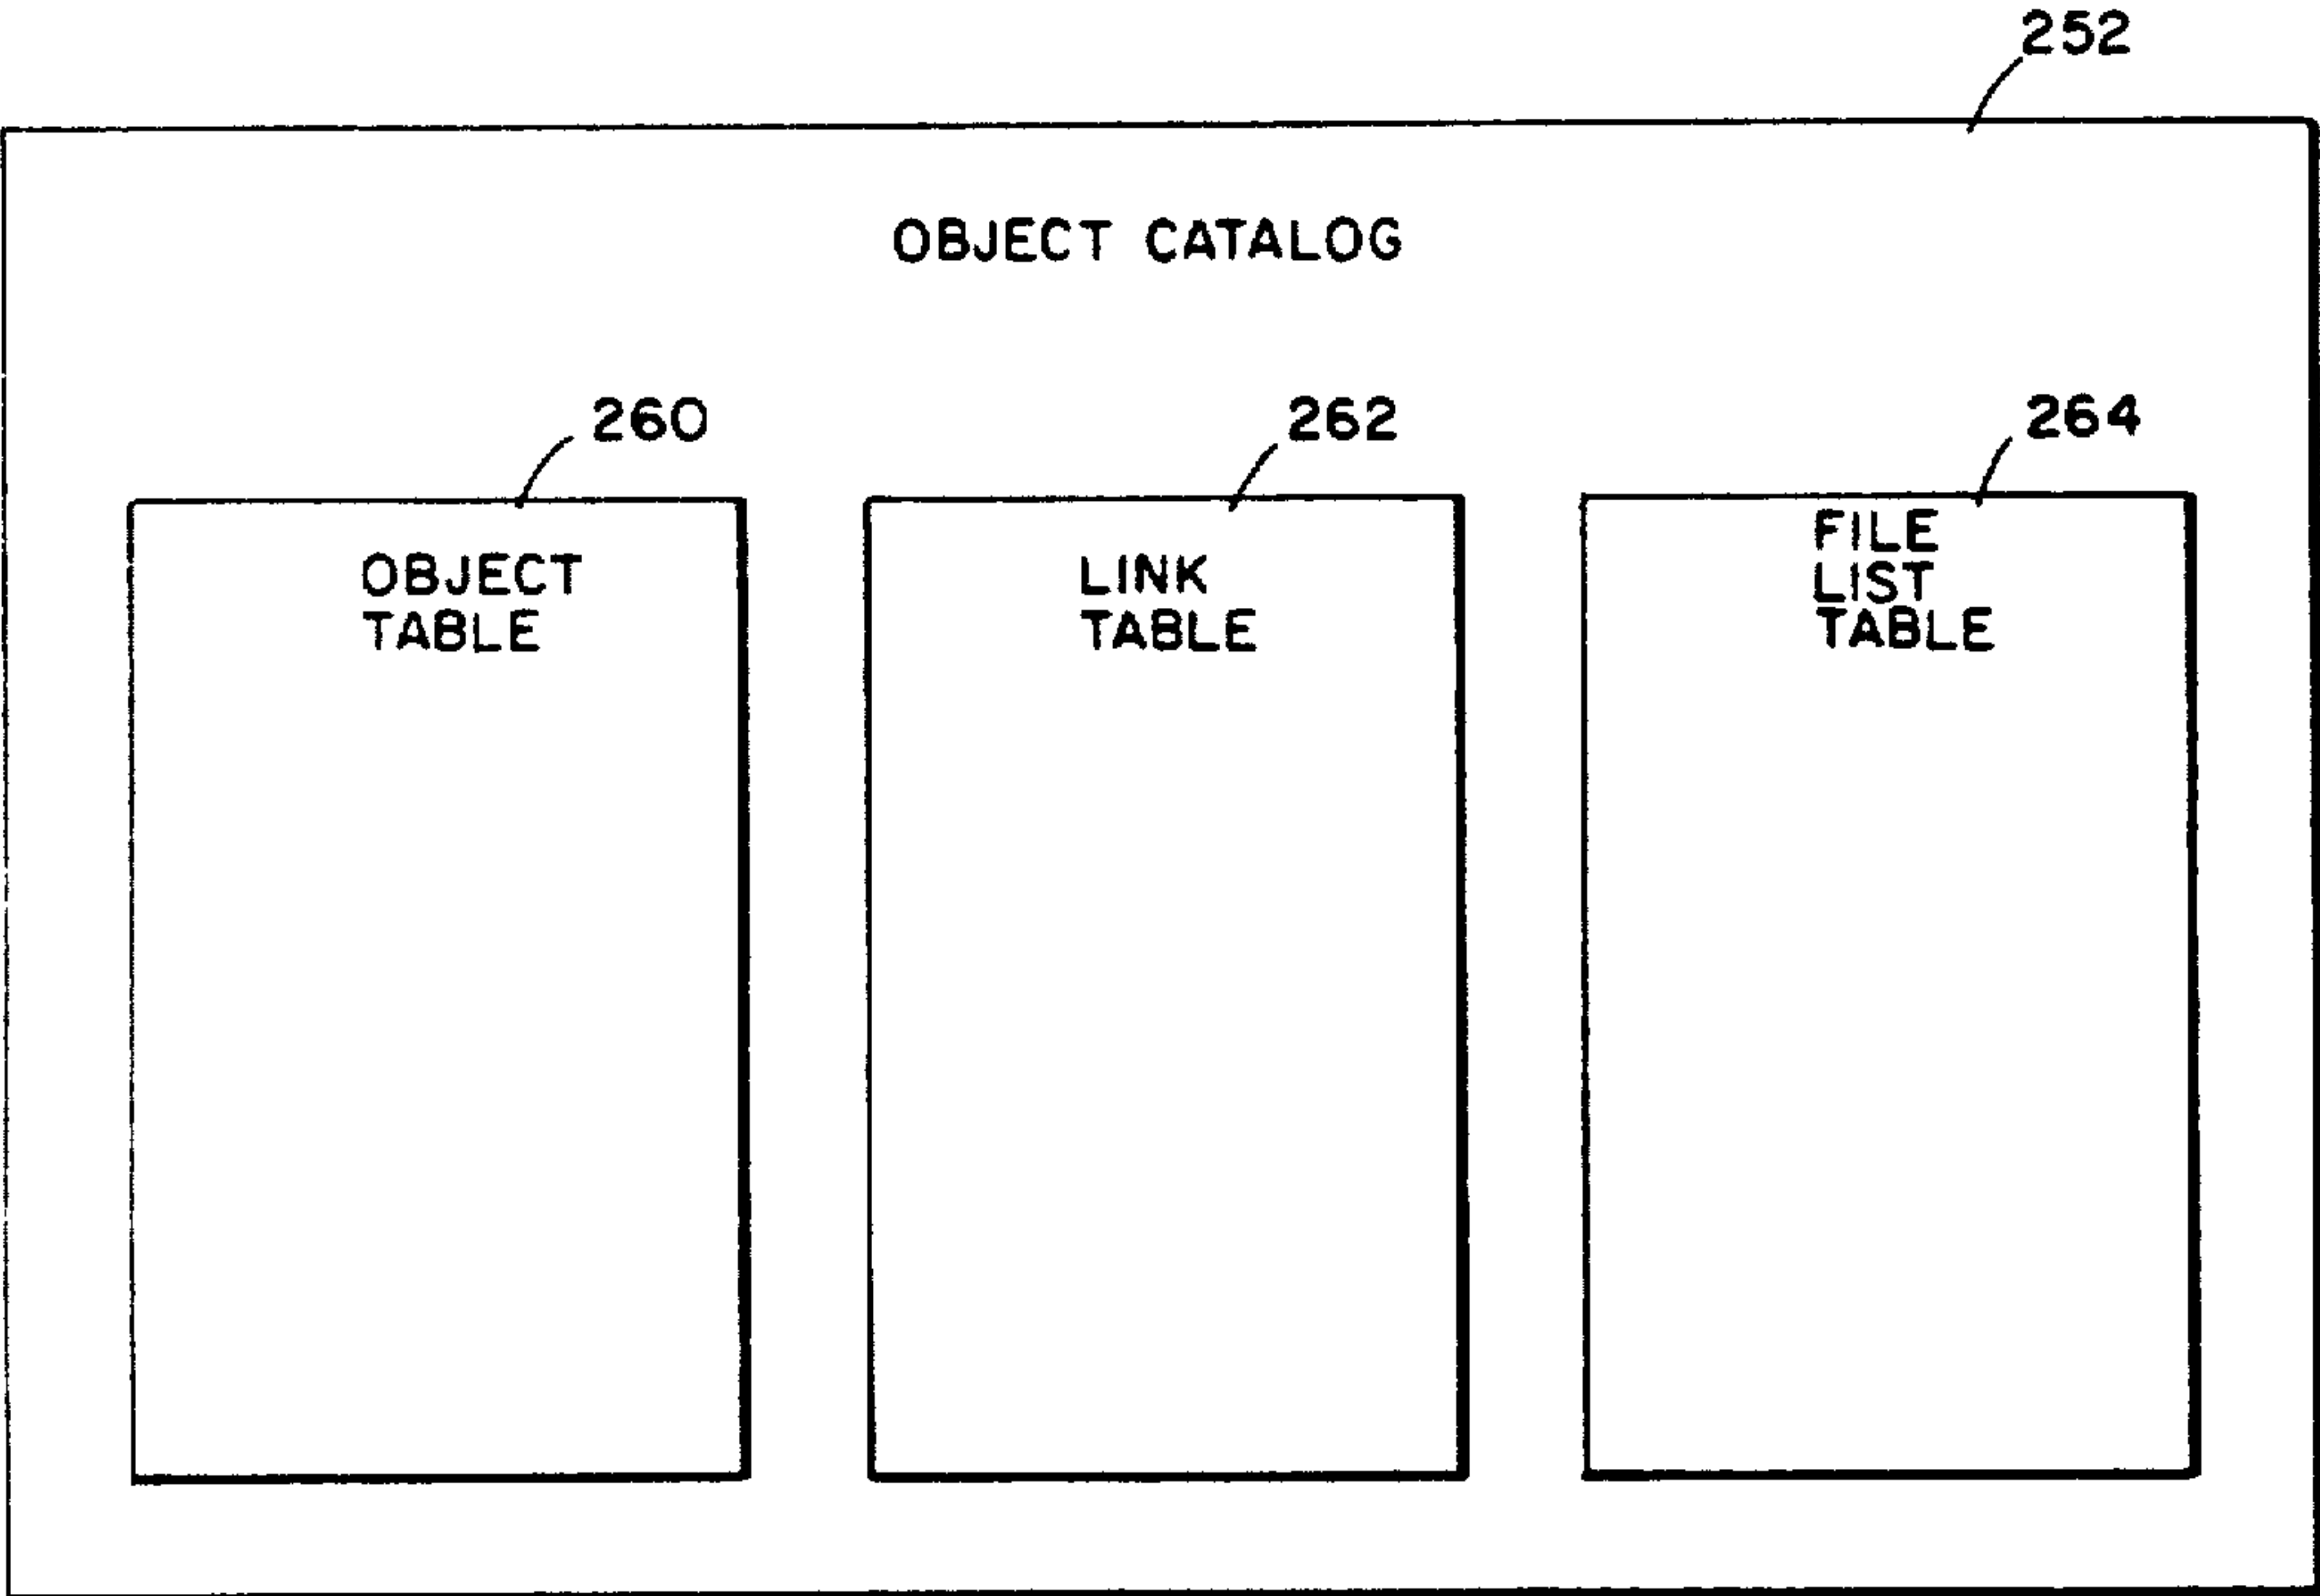 252
OBJECT CATALOG
260
262
264
OBJECT
TABLE
LINK
TABLE
FILE
LIST
TABLE